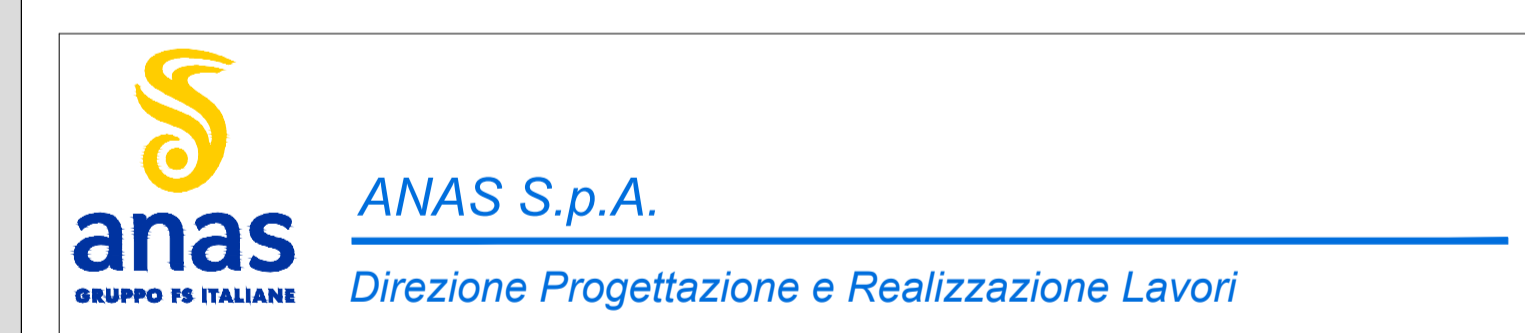 anas
GRUPPO FS ITALIANE
ANAS S.p.A.
Direzione Progettazione e Realizzazione Lavori